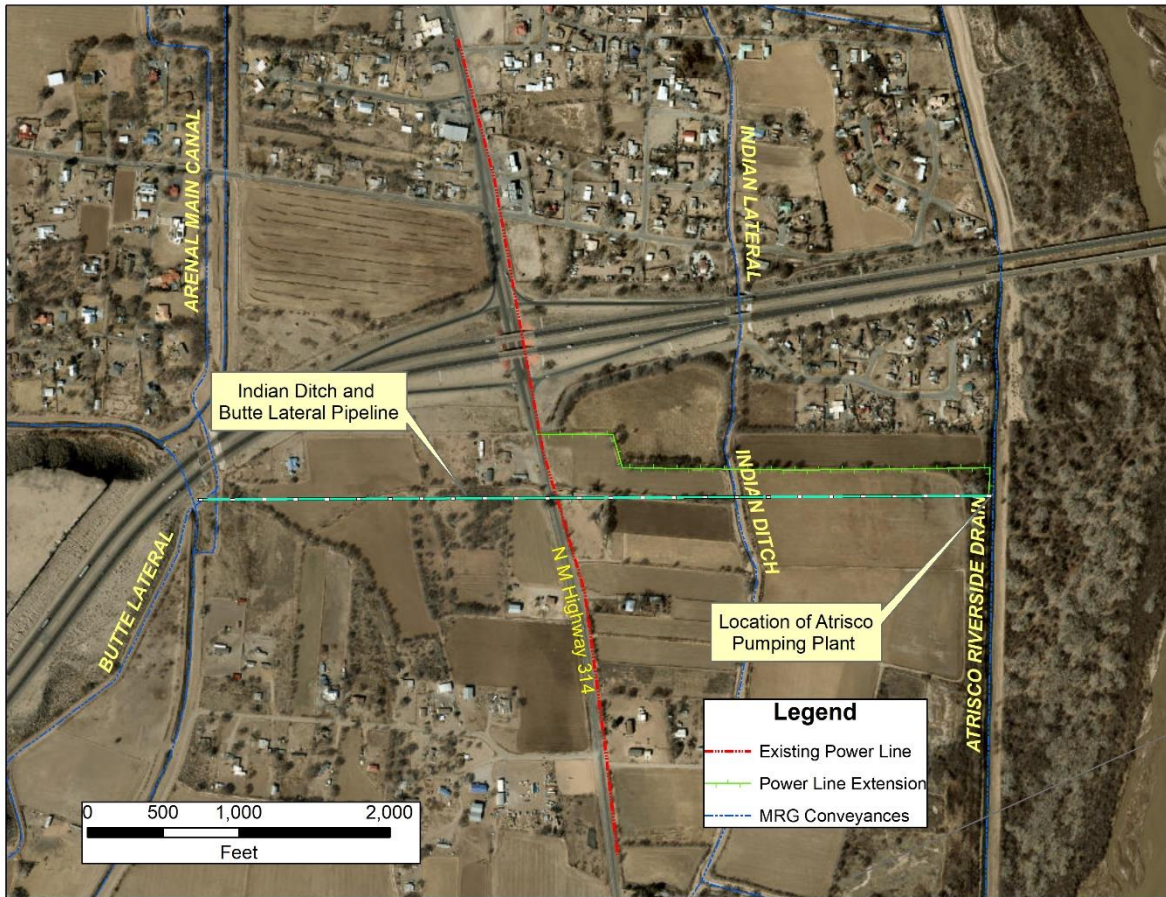 ARENAL MAIN CANAL
INDIAN LATERAL
Indian Ditch and
Butte Lateral Pipeline
INDIAN DITCH
BUTTE LATERAL
N M Highway 314
ATRISCO RIVERSIDE DRAIN
Location of Atrisco
Pumping Plant
Legend
Existing Power Line
Power Line Extension
MRG Conveyances
0 500 1,000 2,000
Feet